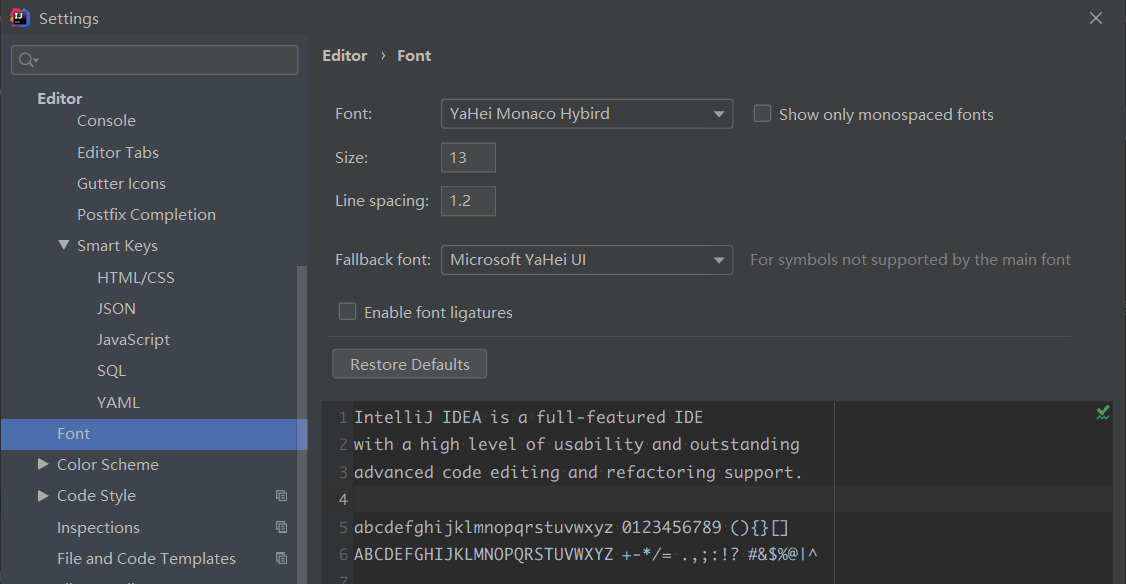 Settings
Editor
Console
Editor Tabs
Gutter Icons
Postfix Completion
Smart Keys
HTML/CSS
JSON
JavaScript
SQL
YAML
Font
Color Scheme
Code Style
Inspections
File and Code Templates
Editor › Font
Font: YaHei Monaco Hybird Show only monospaced fonts
Size: 13
Line spacing: 1.2
Fallback font: Microsoft YaHei UI For symbols not supported by the main font
Enable font ligatures
Restore Defaults
1 IntelliJ IDEA is a full-featured IDE
2 with a high level of usability and outstanding
3 advanced code editing and refactoring support.
4
5 abcdefghijklmnopqrstuvwxyz 0123456789 (){}[]
6 ABCDEFGHIJKLMNOPQRSTUVWXYZ +-*/= .,;:!? #&$%@|^
7